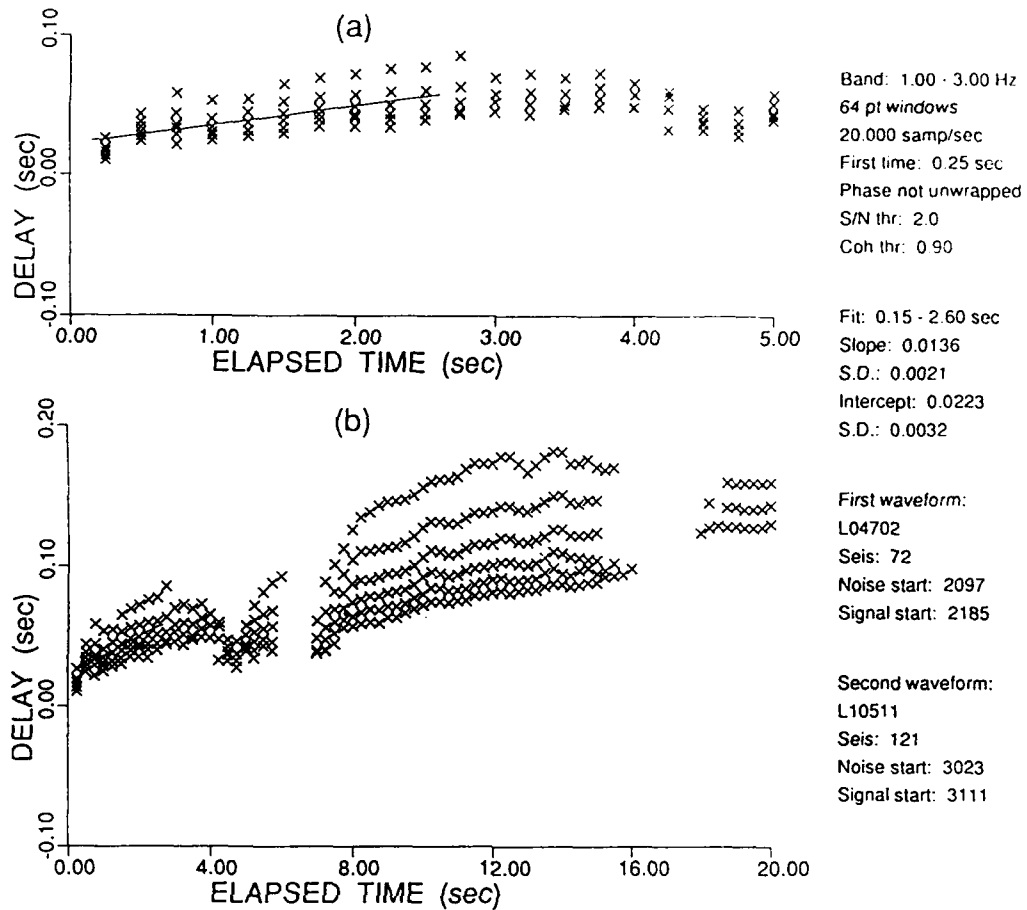 (a)
0.10
0.00
-0.10
DELAY (sec)
0.00
1.00
2.00
3.00
4.00
5.00
ELAPSED TIME (sec)
Band: 1.00 - 3.00 Hz
64 pt windows
20.000 samp/sec
First time: 0.25 sec
Phase not unwrapped
S/N thr: 2.0
Coh thr: 0.90
Fit: 0.15 - 2.60 sec
Slope: 0.0136
S.D.: 0.0021
Intercept: 0.0223
S.D.: 0.0032
(b)
0.20
0.10
0.00
-0.10
DELAY (sec)
0.00
4.00
8.00
12.00
16.00
20.00
ELAPSED TIME (sec)
First waveform:
L04702
Seis: 72
Noise start: 2097
Signal start: 2185
Second waveform:
L10511
Seis: 121
Noise start: 3023
Signal start: 3111